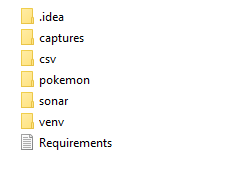 .idea
captures
csv
pokemon
sonar
venv
Requirements